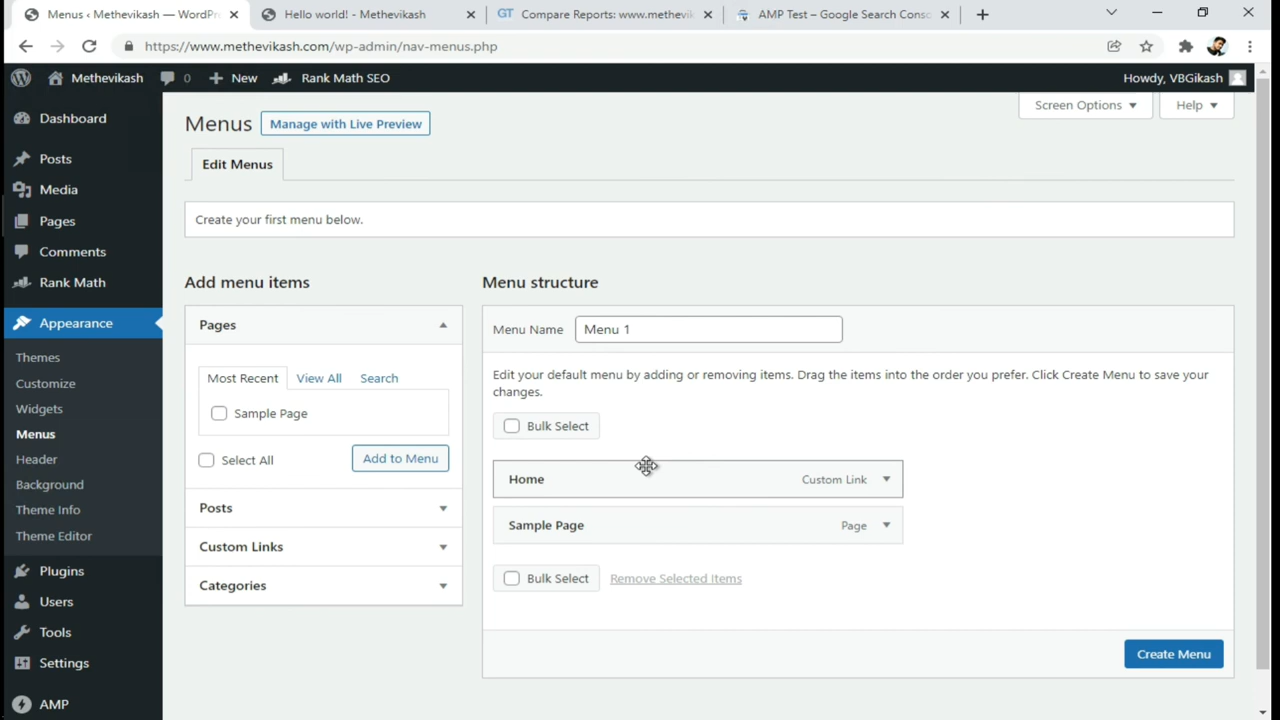 Menus ‹ Methevikash — WordPr
Hello world! - Methevikash
GT Compare Reports: www.methevik
AMP Test – Google Search Conso
https://www.methevikash.com/wp-admin/nav-menus.php
Methevikash
0
New
Rank Math SEO
Howdy, VBGikash
Dashboard
Posts
Media
Pages
Comments
Rank Math
Appearance
Themes
Customize
Widgets
Menus
Header
Background
Theme Info
Theme Editor
Plugins
Users
Tools
Settings
AMP
Screen Options
Help
Menus
Manage with Live Preview
Edit Menus
Create your first menu below.
Add menu items
Pages
Most Recent
View All
Search
Sample Page
Select All
Add to Menu
Posts
Custom Links
Categories
Menu structure
Menu Name
Menu 1
Edit your default menu by adding or removing items. Drag the items into the order you prefer. Click Create Menu to save your
changes.
Bulk Select
Home
Custom Link
Sample Page
Page
Bulk Select
Remove Selected Items
Create Menu